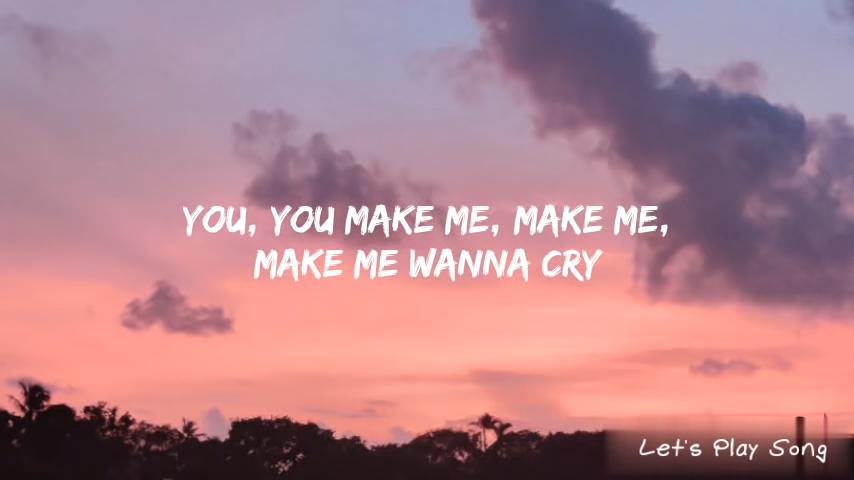 YOU, YOU MAKE ME, MAKE ME,
MAKE ME WANNA CRY
Let's Play Song